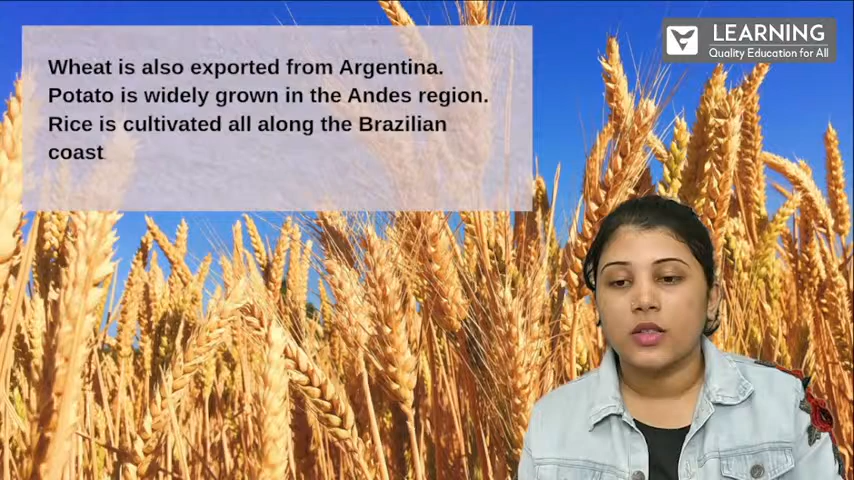 Wheat is also exported from Argentina.
Potato is widely grown in the Andes region.
Rice is cultivated all along the Brazilian
coast
LEARNING
Quality Education for All